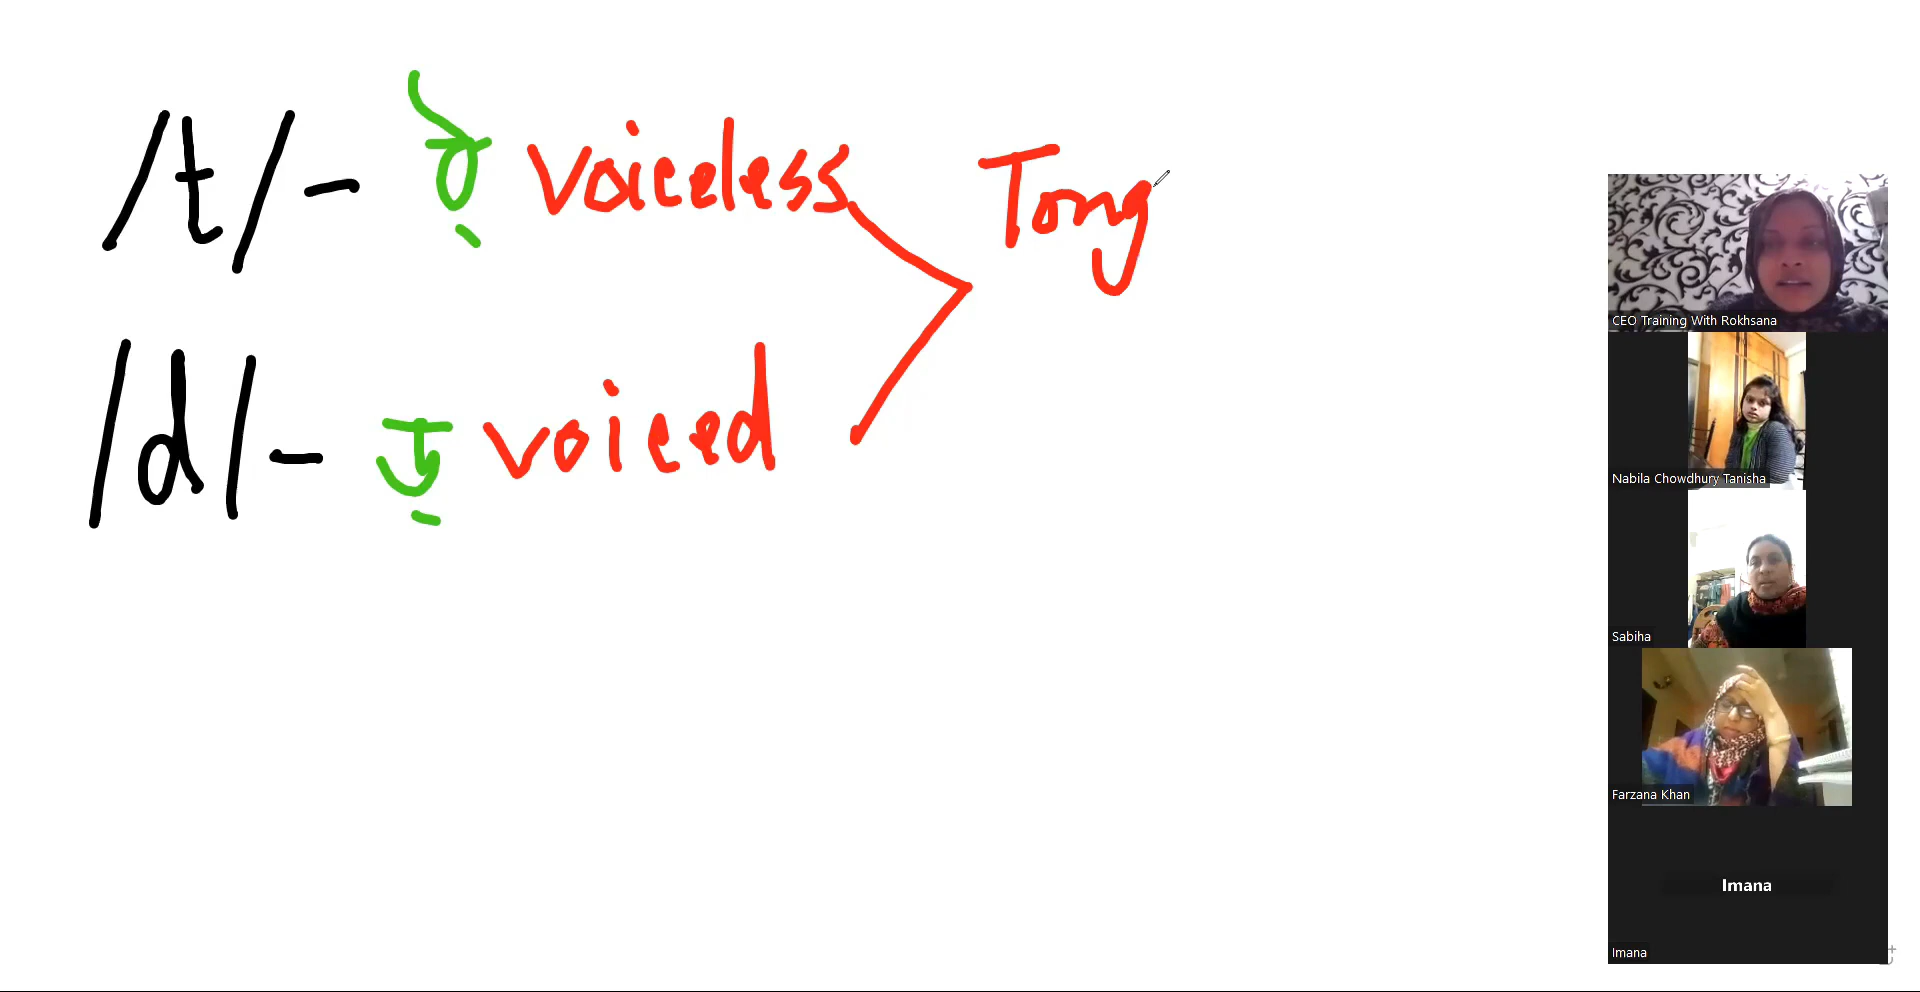 /t/ - ট় voiceless Tong
/d/ - ড় voiced
CEO Training With Rokhsana
Nabila Chowdhury Tanisha
Sabiha
Farzana Khan
Imana
Imana